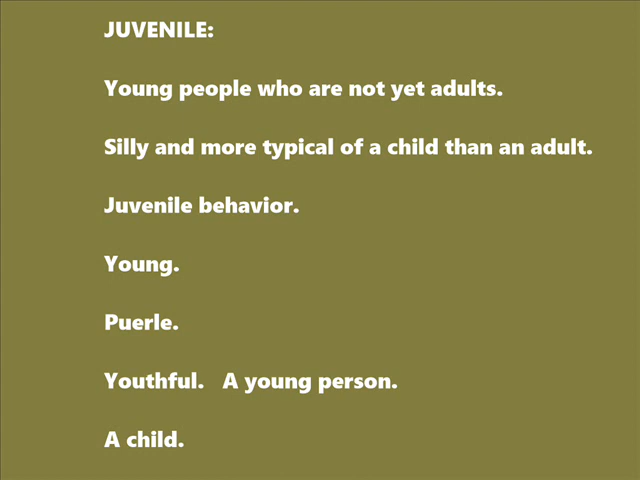 JUVENILE:
Young people who are not yet adults.
Silly and more typical of a child than an adult.
Juvenile behavior.
Young.
Puerle.
Youthful.   A young person.
A child.